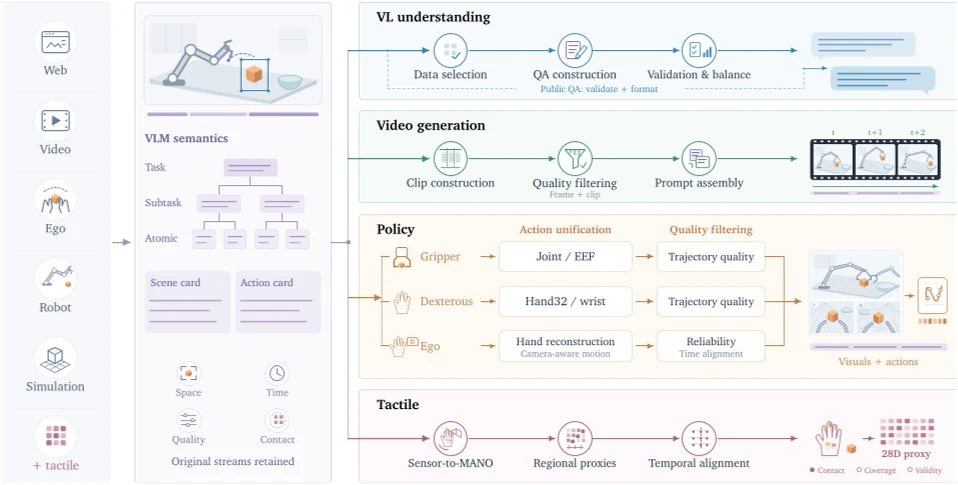 Web
Video
Ego
Robot
Simulation
+ tactile
VLM semantics
Task
Subtask
Atomic
Scene card
Action card
Space
Time
Quality
Contact
Original streams retained
VL understanding
Data selection
QA construction
Validation & balance
Public QA: validate + format
Video generation
Clip construction
Quality filtering
Frame + clip
Prompt assembly
t
t+1
t+2
Policy
Action unification
Quality filtering
Gripper
Joint / EEF
Trajectory quality
Dexterous
Hand32 / wrist
Trajectory quality
D
Ego
Hand reconstruction
Camera-aware motion
Reliability
Time alignment
Visuals + actions
Tactile
Sensor-to-MANO
Regional proxies
Temporal alignment
28D proxy
Contact
Coverage
Validity